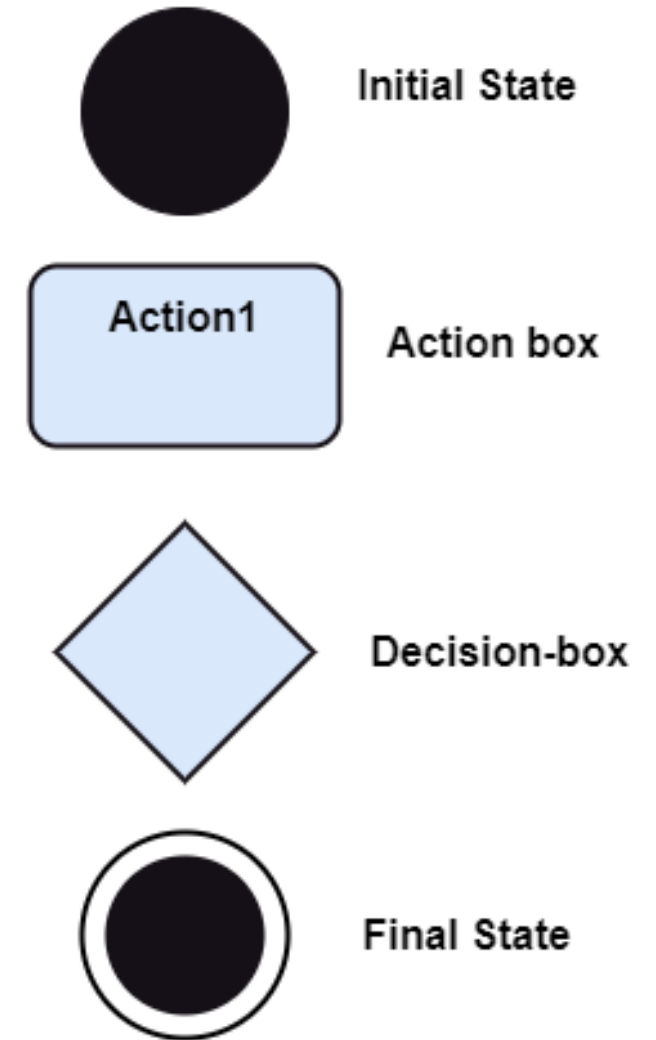 Initial State
Action1
Action box
Decision-box
Final State